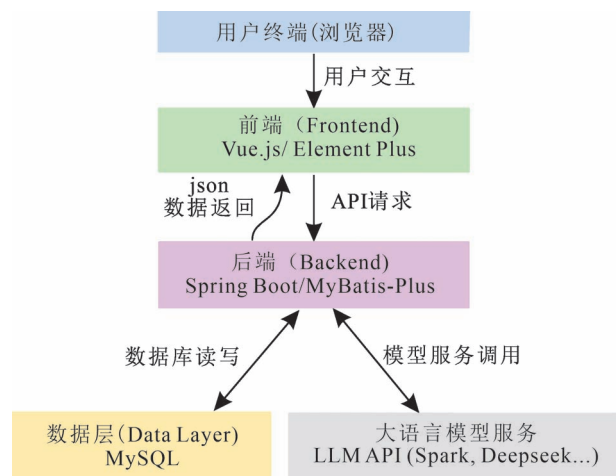 用户终端(浏览器)
用户交互
前端（Frontend)
Vue.js/ Element Plus
json
数据返回
API请求
后端（Backend)
Spring Boot/MyBatis-Plus
数据库读写
模型服务调用
数据层(Data Layer)
MySQL
大语言模型服务
LLM API (Spark, Deepseek...)